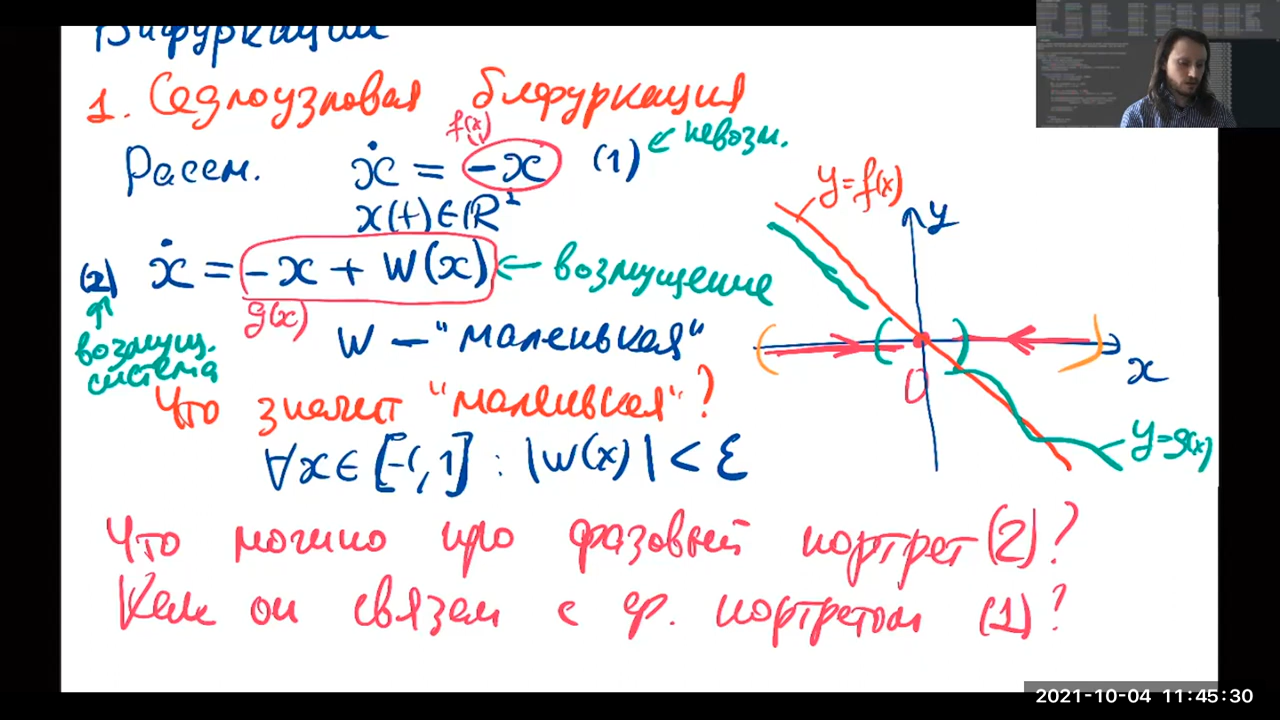 Бифуркации
1. Седлоузловая бифуркация
f(x)
Рассм. ẋ = -x (1) ← невозм.
x(t) ∈ ℝ¹
(2) ẋ = -x + w(x) ← возмущение
g(x)
возмущ. система
w – "маленькая"
Что значит "маленькая"?
∀x ∈ [-1, 1] : |w(x)| < ε
Что можно про фазовый портрет (2)?
Как он связан с ф. портретом (1)?
y=f(x)
y
x
0
y=g(x)
2021-10-04 11:45:30